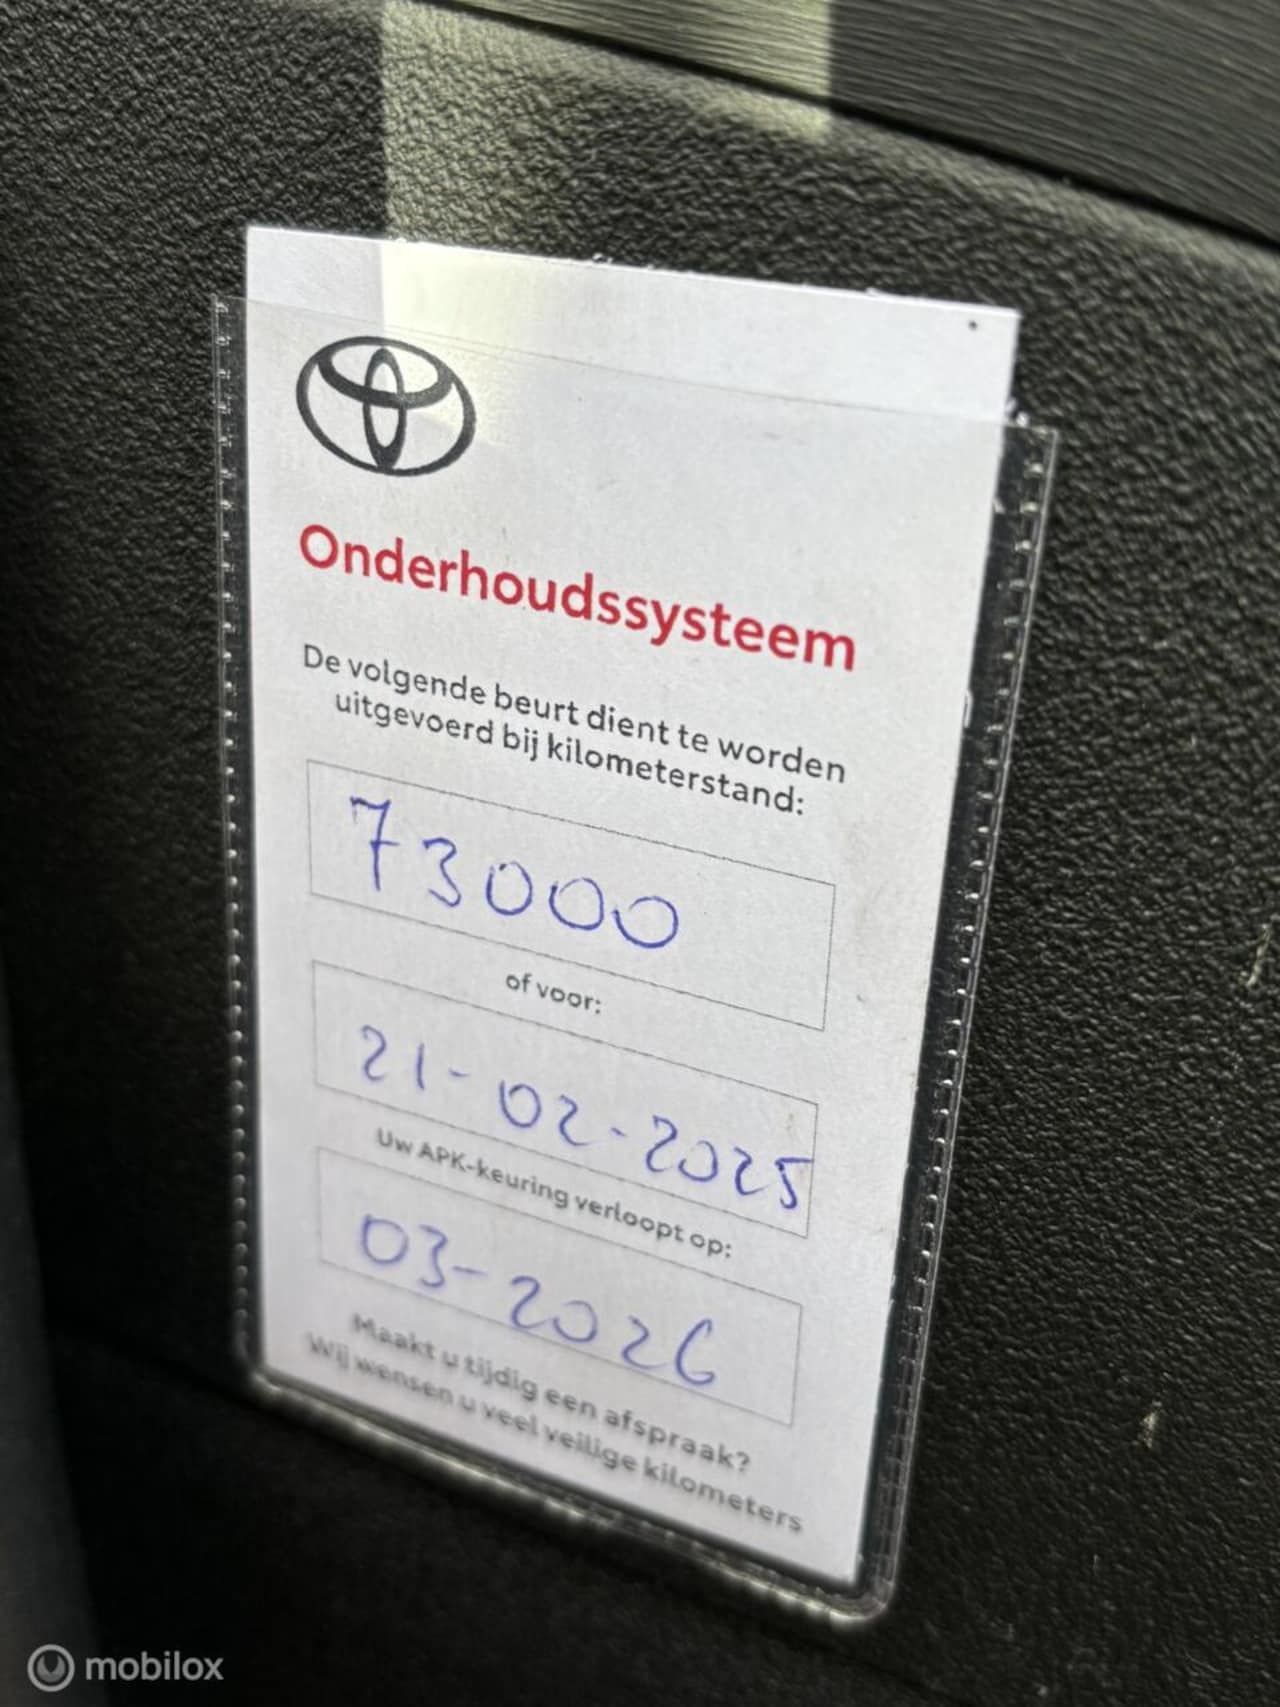 Onderhoudssysteem
De volgende beurt dient te worden
uitgevoerd bij kilometerstand:
73000
of voor:
21-02-2025
Uw APK-keuring verloopt op:
03-2026
Maakt u tijdig een afspraak?
Wij wensen u veel veilige kilometers
mobilox